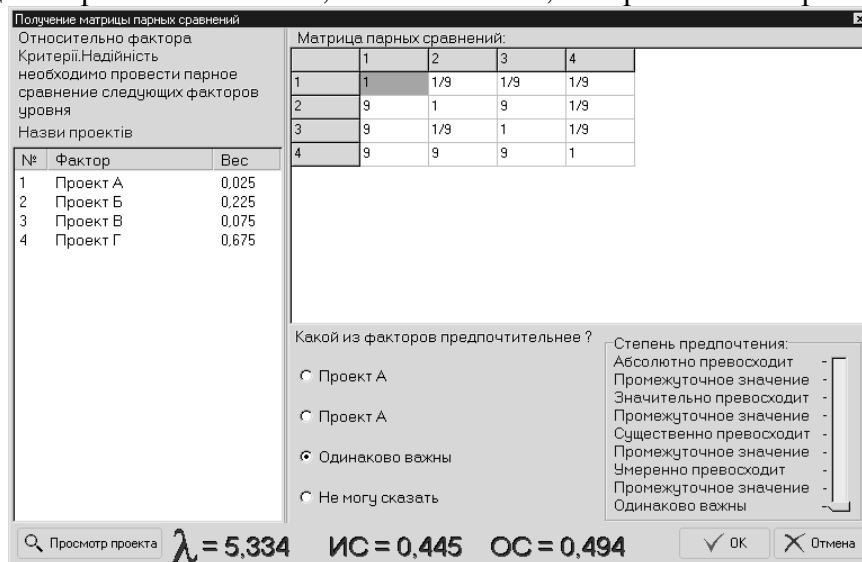 Получение матрицы парных сравнений
Относительно фактора
Критерії.Надійність
необходимо провести парное
сравнение следующих факторов
уровня
Назви проектів
№ Фактор Вес
1 Проект А 0,025
2 Проект Б 0,225
3 Проект В 0,075
4 Проект Г 0,675
Матрица парных сравнений:
1 2 3 4
1 1 1/9 1/9 1/9
2 9 1 9 1/9
3 9 1/9 1 1/9
4 9 9 9 1
Какой из факторов предпочтительнее ?
Проект А
Проект А
Одинаково важны
Не могу сказать
Степень предпочтения:
Абсолютно превосходит -
Промежуточное значение -
Значительно превосходит -
Промежуточное значение -
Существенно превосходит -
Промежуточное значение -
Умеренно превосходит -
Промежуточное значение -
Одинаково важны -
Просмотр проекта λ = 5,334 ИС = 0,445 ОС = 0,494 ОК Отмена